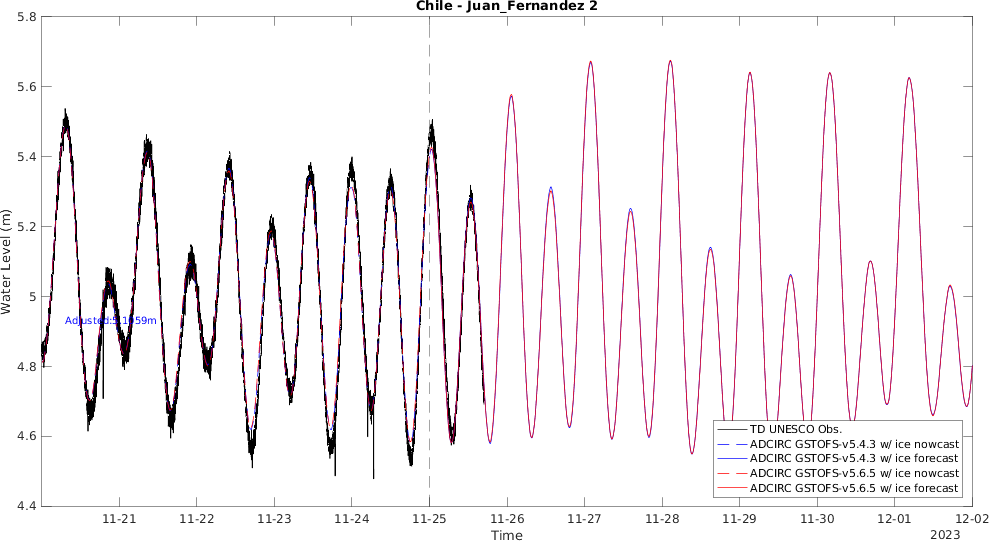 Chile - Juan_Fernandez 2
5.8
5.6
5.4
5.2
5
4.8
4.6
4.4
Water Level (m)
Adjusted:5.1059m
TD UNESCO Obs.
ADCIRC GSTOFS-v5.4.3 w/ ice nowcast
ADCIRC GSTOFS-v5.4.3 w/ ice forecast
ADCIRC GSTOFS-v5.6.5 w/ ice nowcast
ADCIRC GSTOFS-v5.6.5 w/ ice forecast
11-21 11-22 11-23 11-24 11-25 11-26 11-27 11-28 11-29 11-30 12-01 12-02
Time
2023